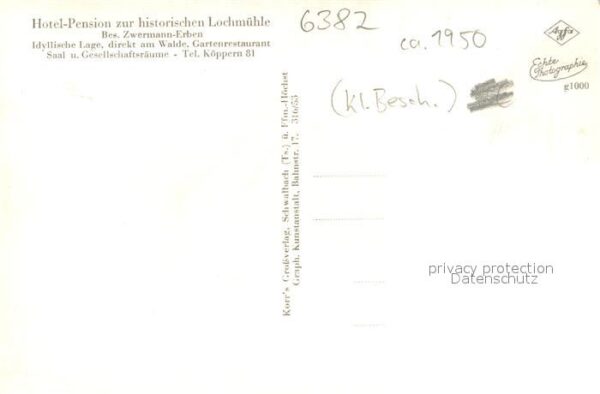 Hotel-Pension zur historischen Lochmühle
Bes. Zwermann-Erben
Idyllische Lage, direkt am Walde, Gartenrestaurant
Saal u. Gesellschaftsräume - Tel. Köppern 81
6382
ca. 1950
(Kl. Besch.)
Agfa
Echte
Photographie
g1000
Korr's Großverlag, Schwalbach (Ts.) ü. Ffm.-Höchst
Graph. Kunstanstalt, Bahnstr. 17.
privacy protection
Datenschutz